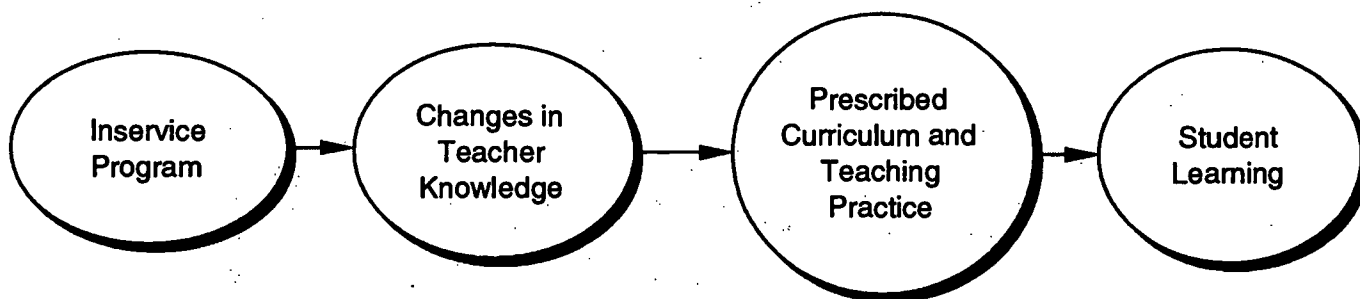 Inservice
Program
Changes in
Teacher
Knowledge
Prescribed
Curriculum and
Teaching
Practice
Student
Learning